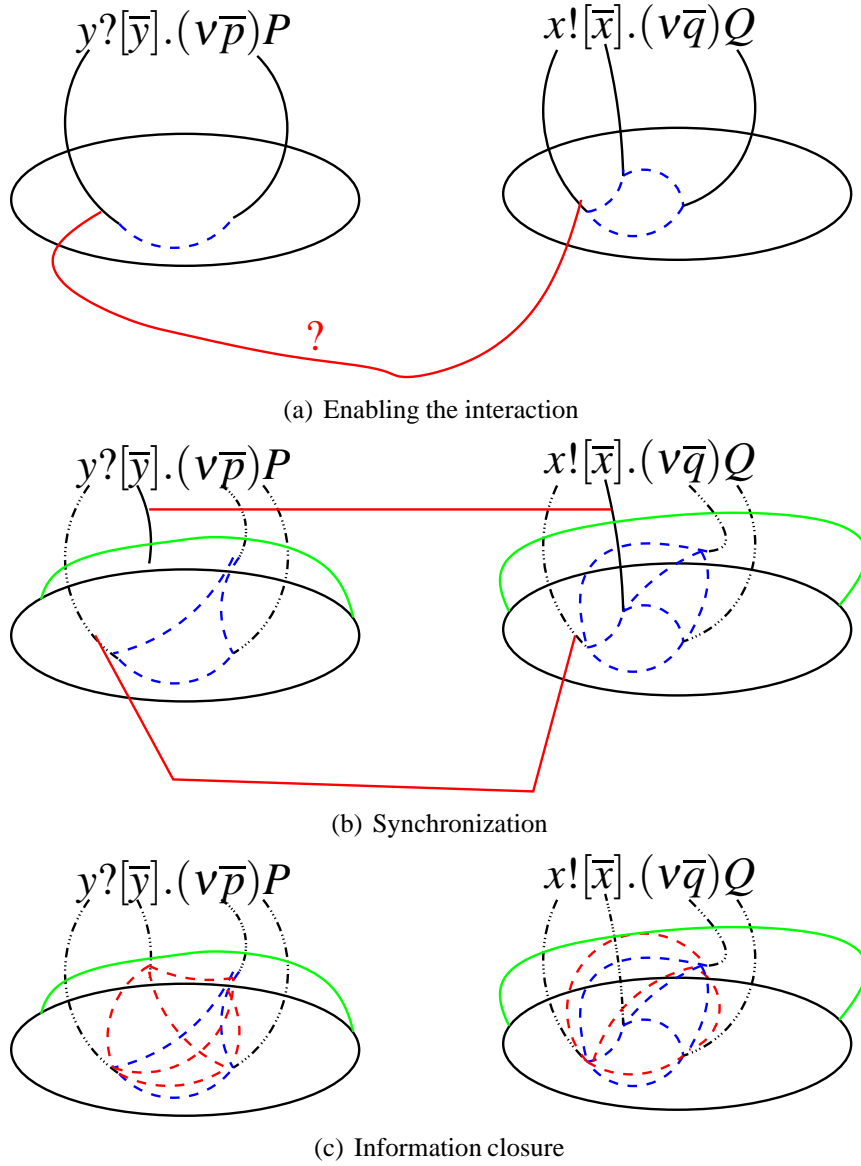 y?[y̅].(νp̅)P x![x̅].(νq̅)Q
?
(a) Enabling the interaction
y?[y̅].(νp̅)P x![x̅].(νq̅)Q
(b) Synchronization
y?[y̅].(νp̅)P x![x̅].(νq̅)Q
(c) Information closure